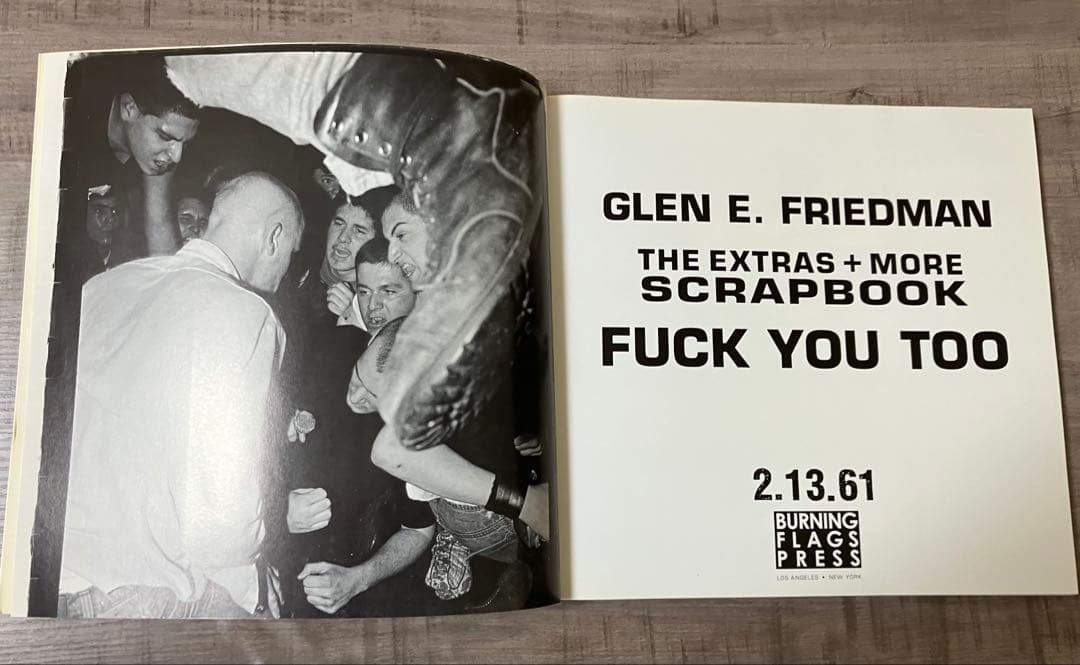 GLEN E. FRIEDMAN
THE EXTRAS + MORE
SCRAPBOOK
FUCK YOU TOO
2.13.61
BURNING
FLAGS
PRESS
LOS ANGELES • NEW YORK